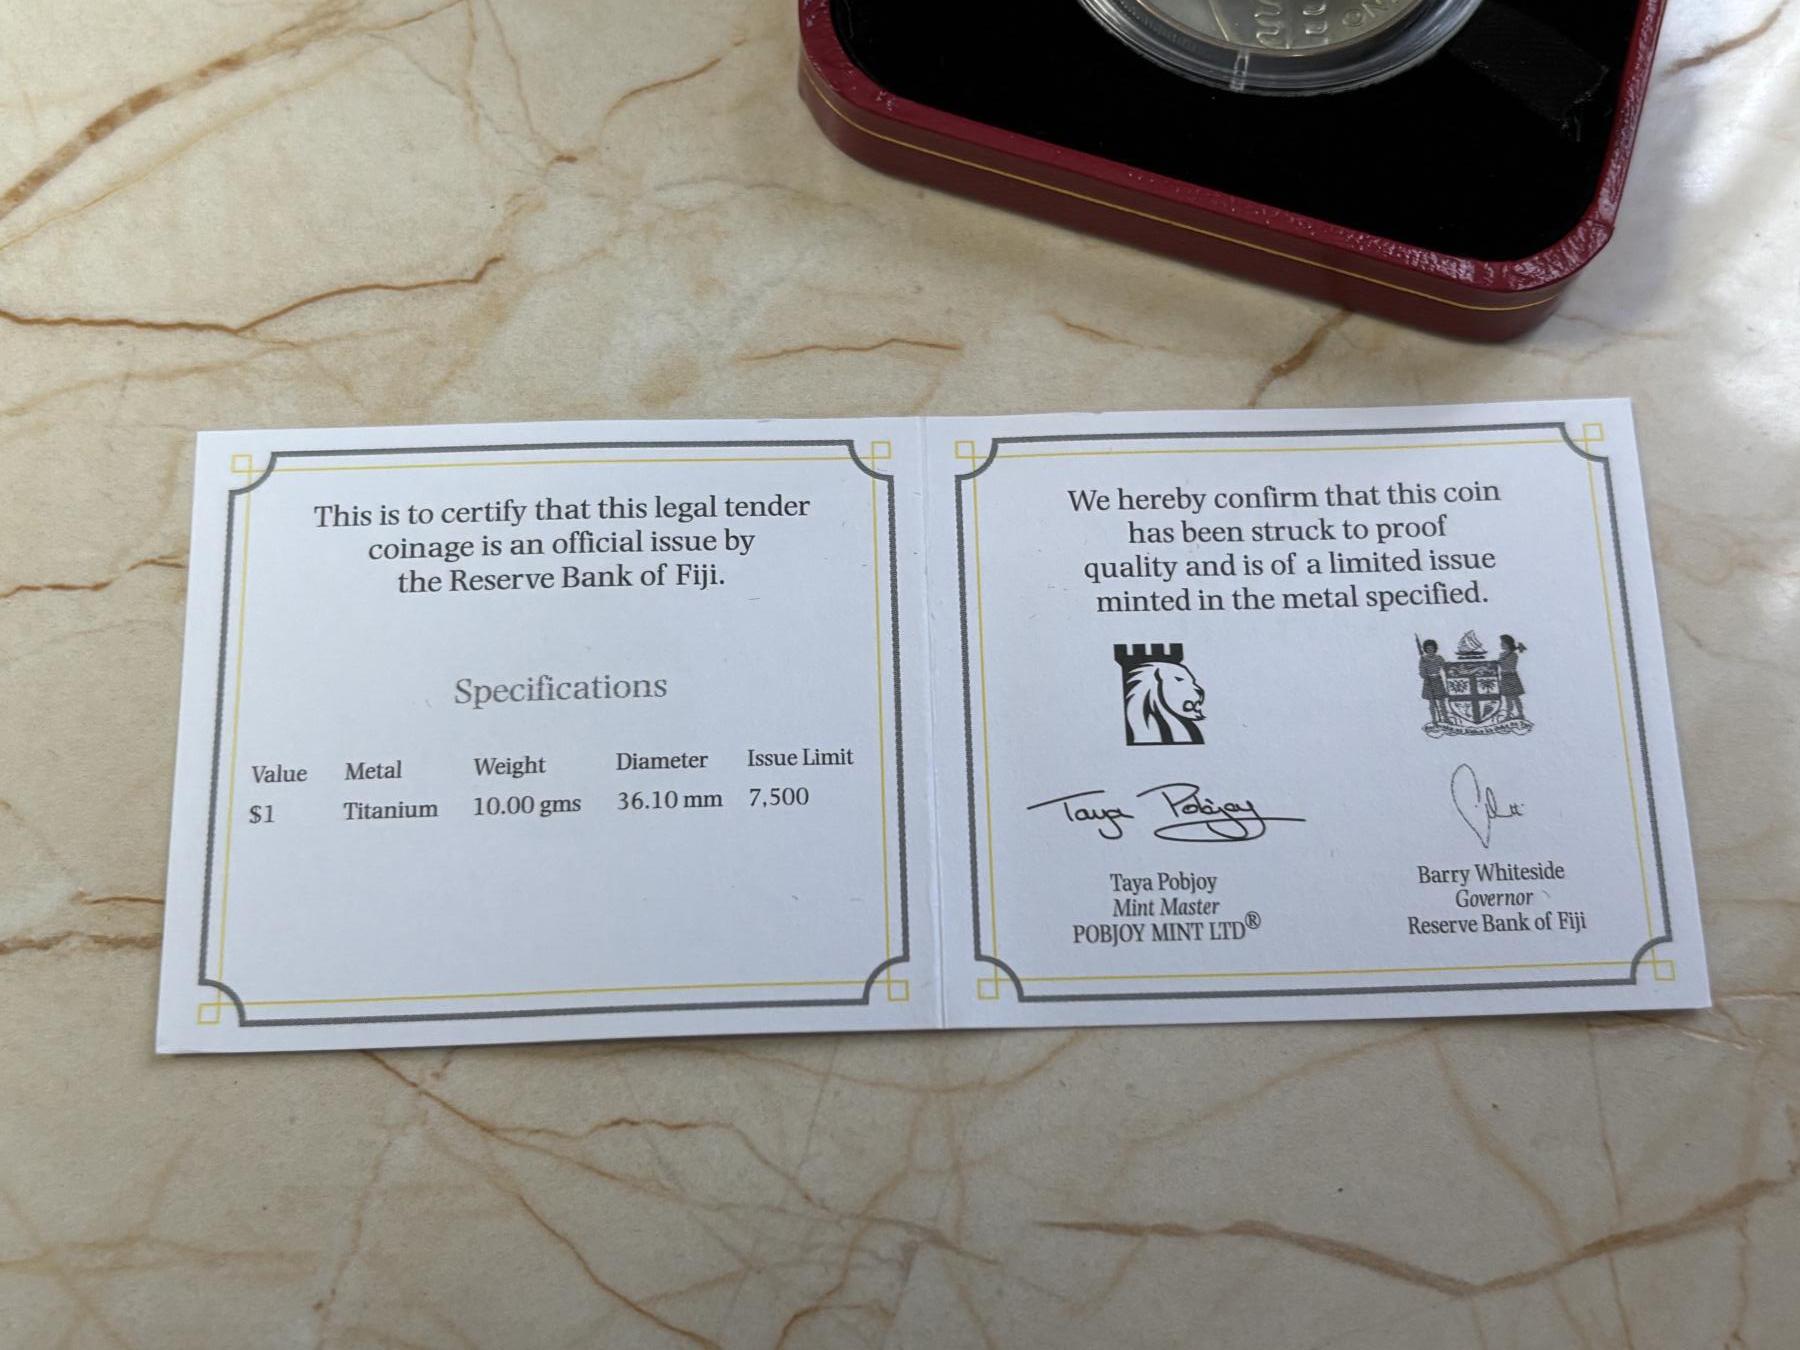 This is to certify that this legal tender
coinage is an official issue by
the Reserve Bank of Fiji.
Specifications
Value Metal Weight Diameter Issue Limit
$1 Titanium 10.00 gms 36.10 mm 7,500
We hereby confirm that this coin
has been struck to proof
quality and is of a limited issue
minted in the metal specified.
Taya Pobjoy
Taya Pobjoy
Mint Master
POBJOY MINT LTD®
Barry Whiteside
Governor
Reserve Bank of Fiji